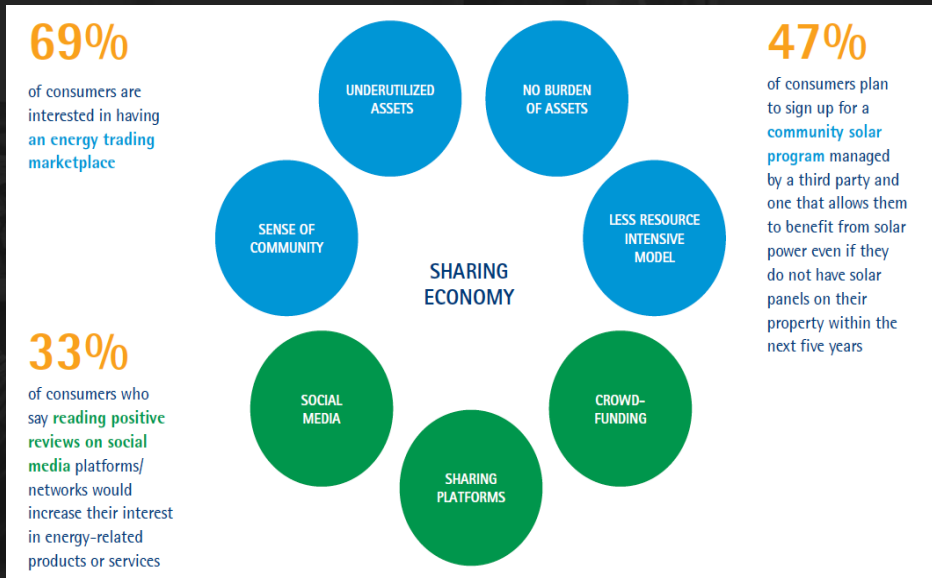 69%
of consumers are
interested in having
an energy trading
marketplace
UNDERUTILIZED
ASSETS
NO BURDEN
OF ASSETS
47%
of consumers plan
to sign up for a
community solar
program managed
by a third party and
one that allows them
to benefit from solar
power even if they
do not have solar
panels on their
property within the
next five years
SENSE OF
COMMUNITY
LESS RESOURCE
INTENSIVE
MODEL
SHARING
ECONOMY
33%
of consumers who
say reading positive
reviews on social
media platforms/
networks would
increase their interest
in energy-related
products or services
SOCIAL
MEDIA
CROWD-
FUNDING
SHARING
PLATFORMS